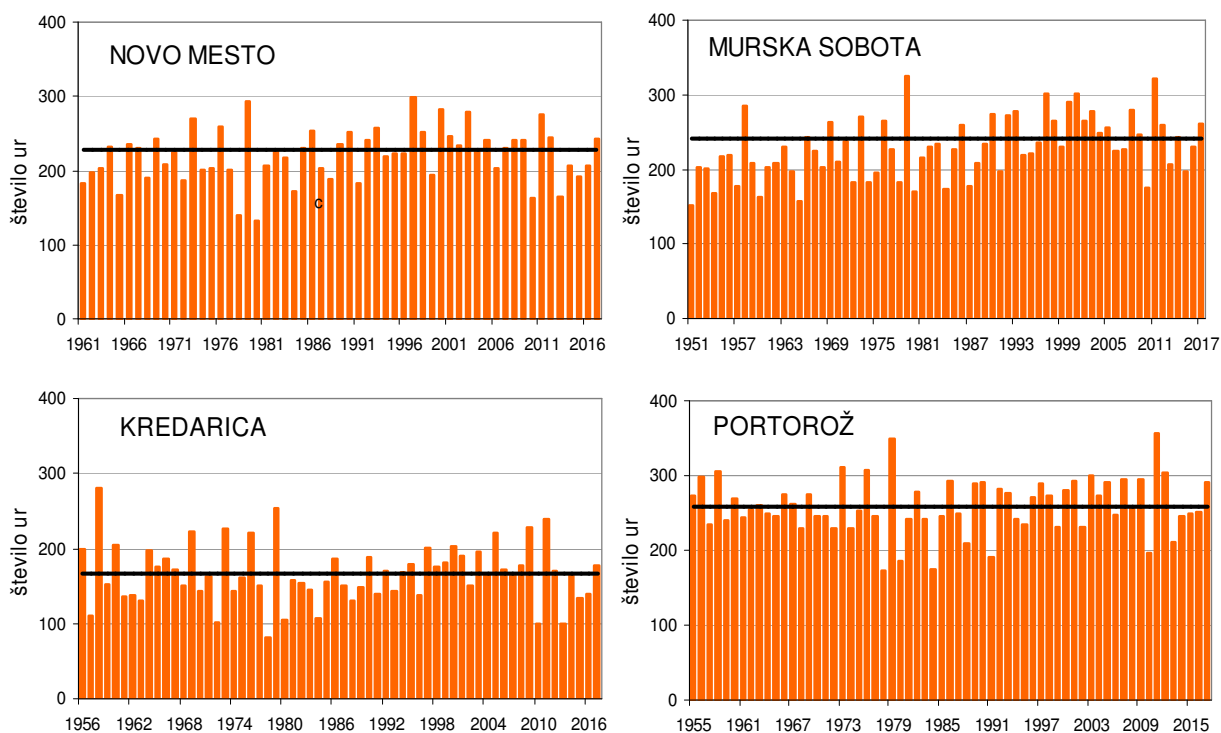 NOVO MESTO
število ur
400
300
200
100
0
c
1961 1966 1971 1976 1981 1986 1991 1996 2001 2006 2011 2016
MURSKA SOBOTA
število ur
400
300
200
100
0
1951 1957 1963 1969 1975 1981 1987 1993 1999 2005 2011 2017
KREDARICA
število ur
400
300
200
100
0
1956 1962 1968 1974 1980 1986 1992 1998 2004 2010 2016
PORTOROŽ
število ur
400
300
200
100
0
1955 1961 1967 1973 1979 1985 1991 1997 2003 2009 2015